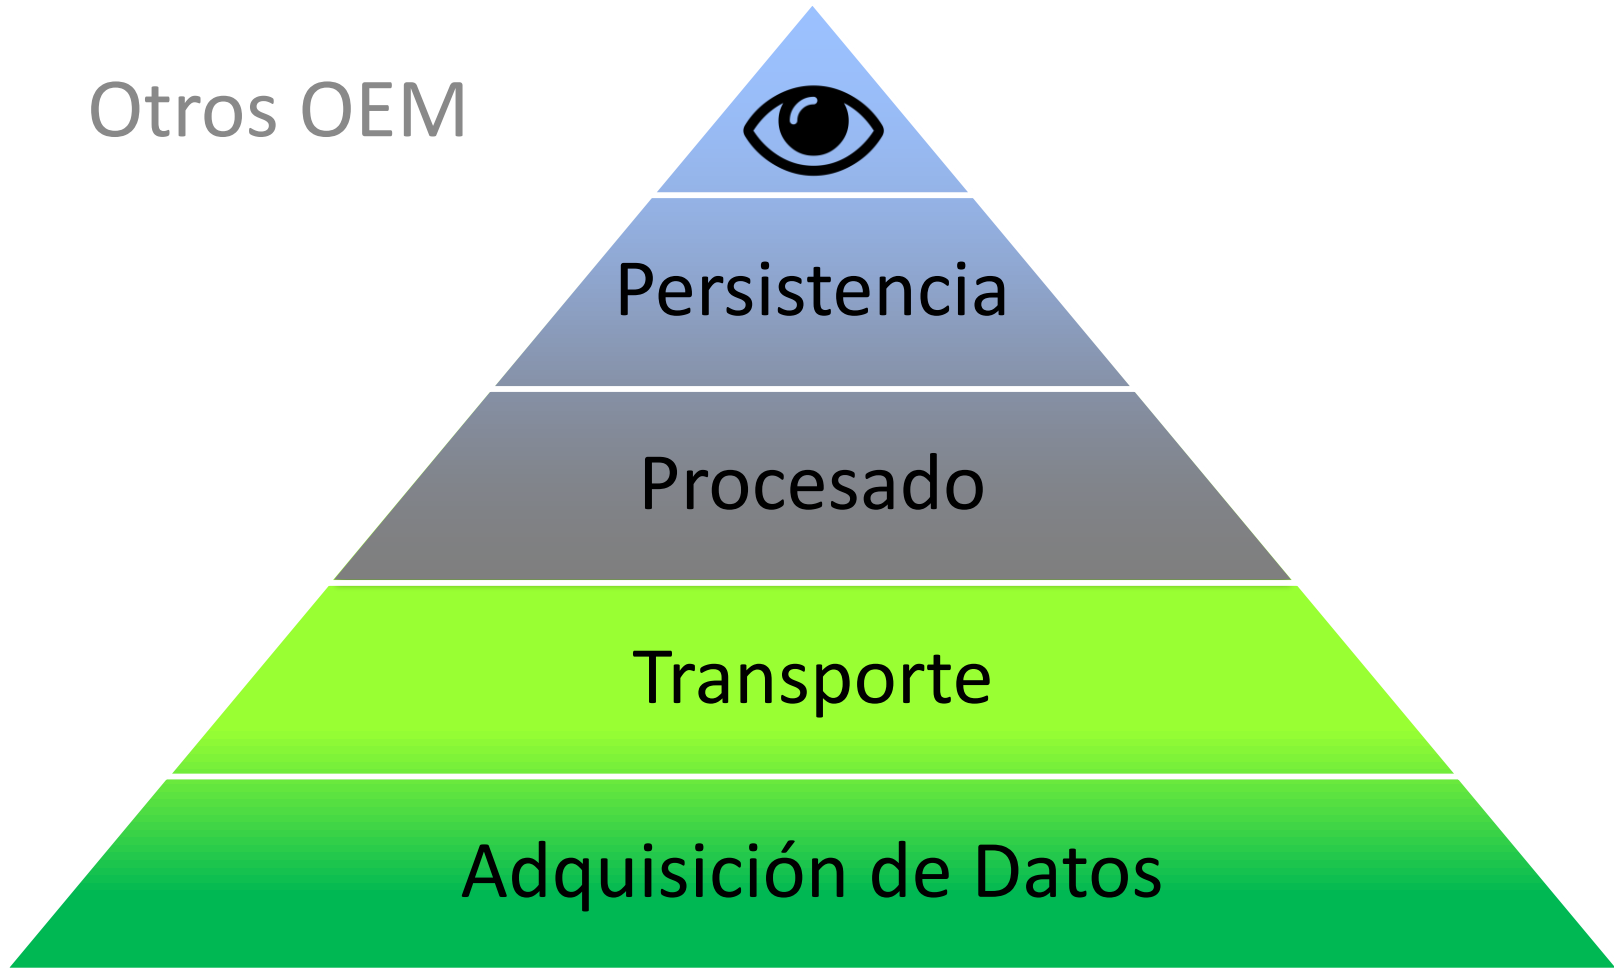 Otros OEM
Persistencia
Procesado
Transporte
Adquisición de Datos